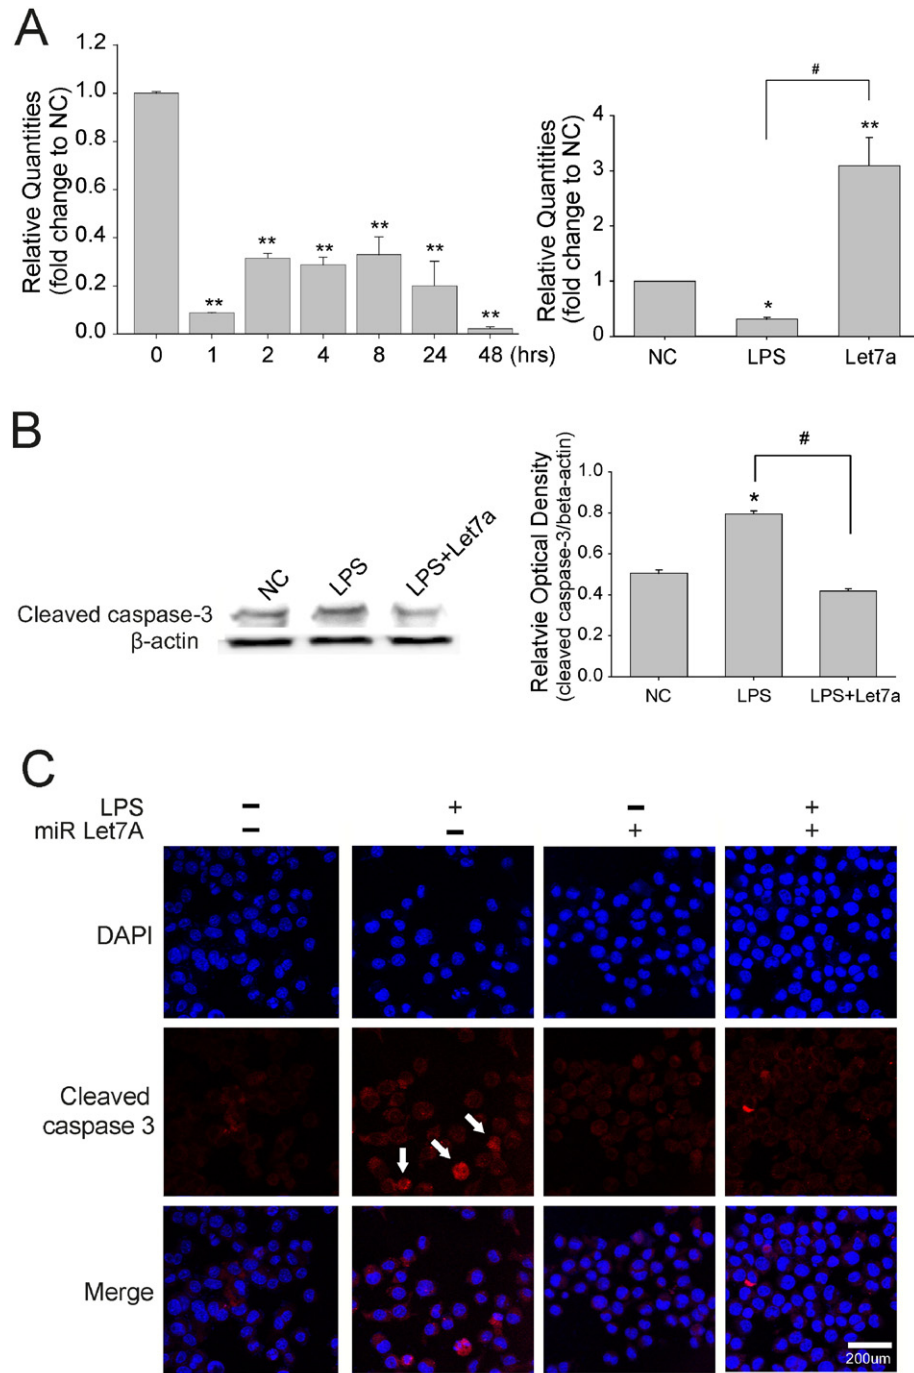 A
Relative Quantities
(fold change to NC)
1.2
1.0
0.8
0.6
0.4
0.2
0.0
**
**
**
**
**
**
0 1 2 4 8 24 48 (hrs)
Relative Quantities
(fold change to NC)
4
3
2
1
0
#
*
**
NC LPS Let7a
B
NC LPS LPS+Let7a
Cleaved caspase-3
β-actin
Relatvie Optical Density
(cleaved caspase-3/beta-actin)
1.0
0.8
0.6
0.4
0.2
0.0
#
*
NC LPS LPS+Let7a
C
LPS − + − +
miR Let7A − − + +
DAPI
Cleaved
caspase 3
Merge
200um